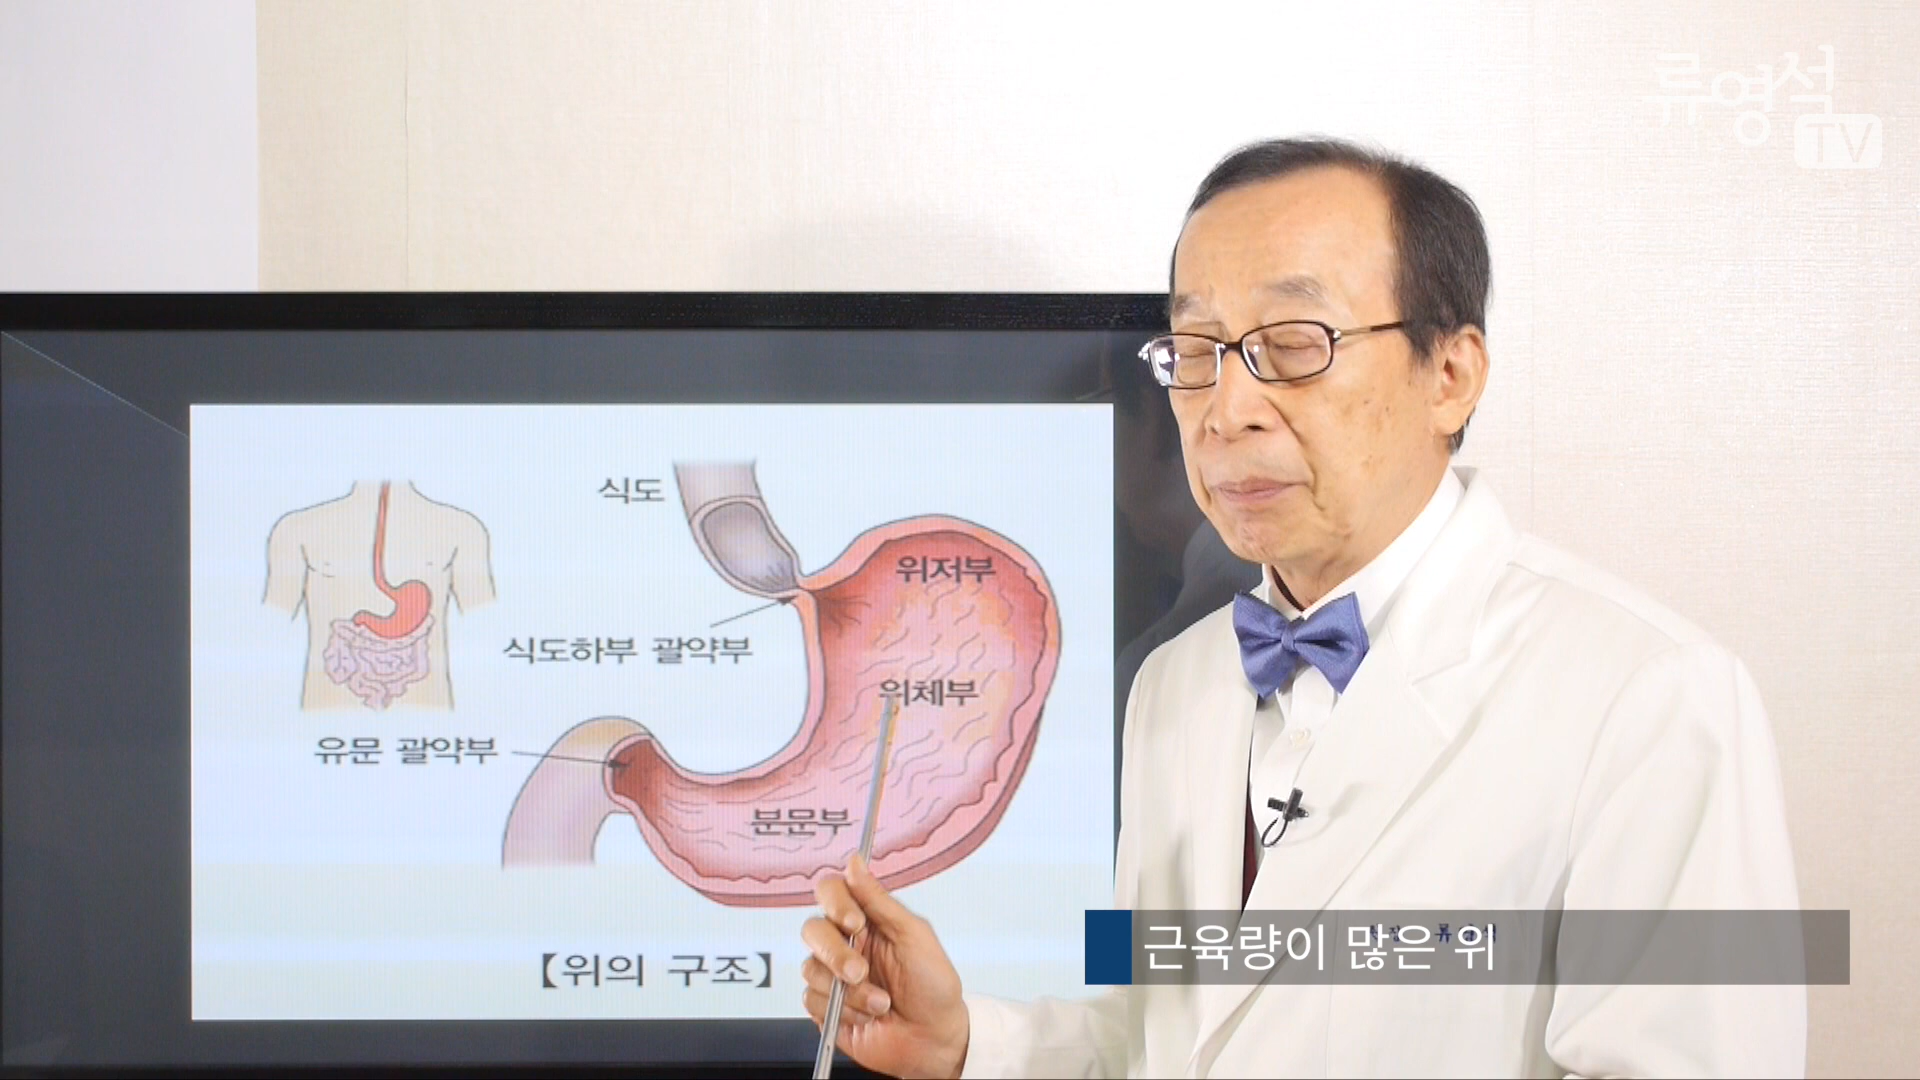 류영석
TV
식도
위저부
식도하부 괄약부
위체부
유문 괄약부
분문부
【위의 구조】
근육량이 많은 위